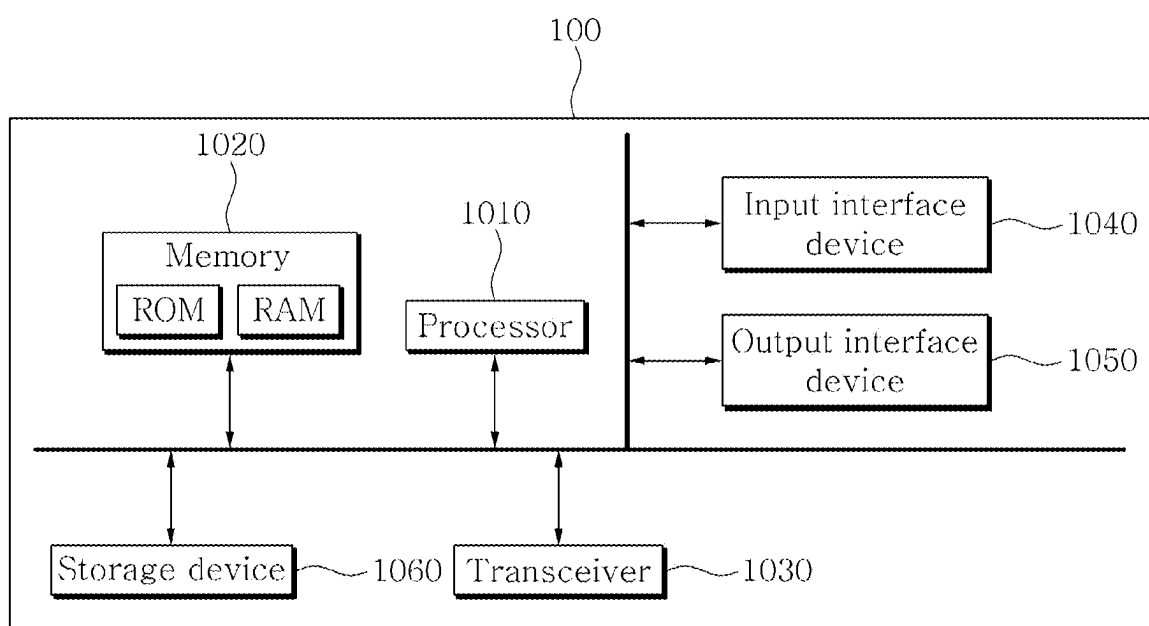 100
1020
1010
Memory
ROM RAM
Processor
Input interface
device
1040
Output interface
device
1050
Storage device
1060
Transceiver
1030